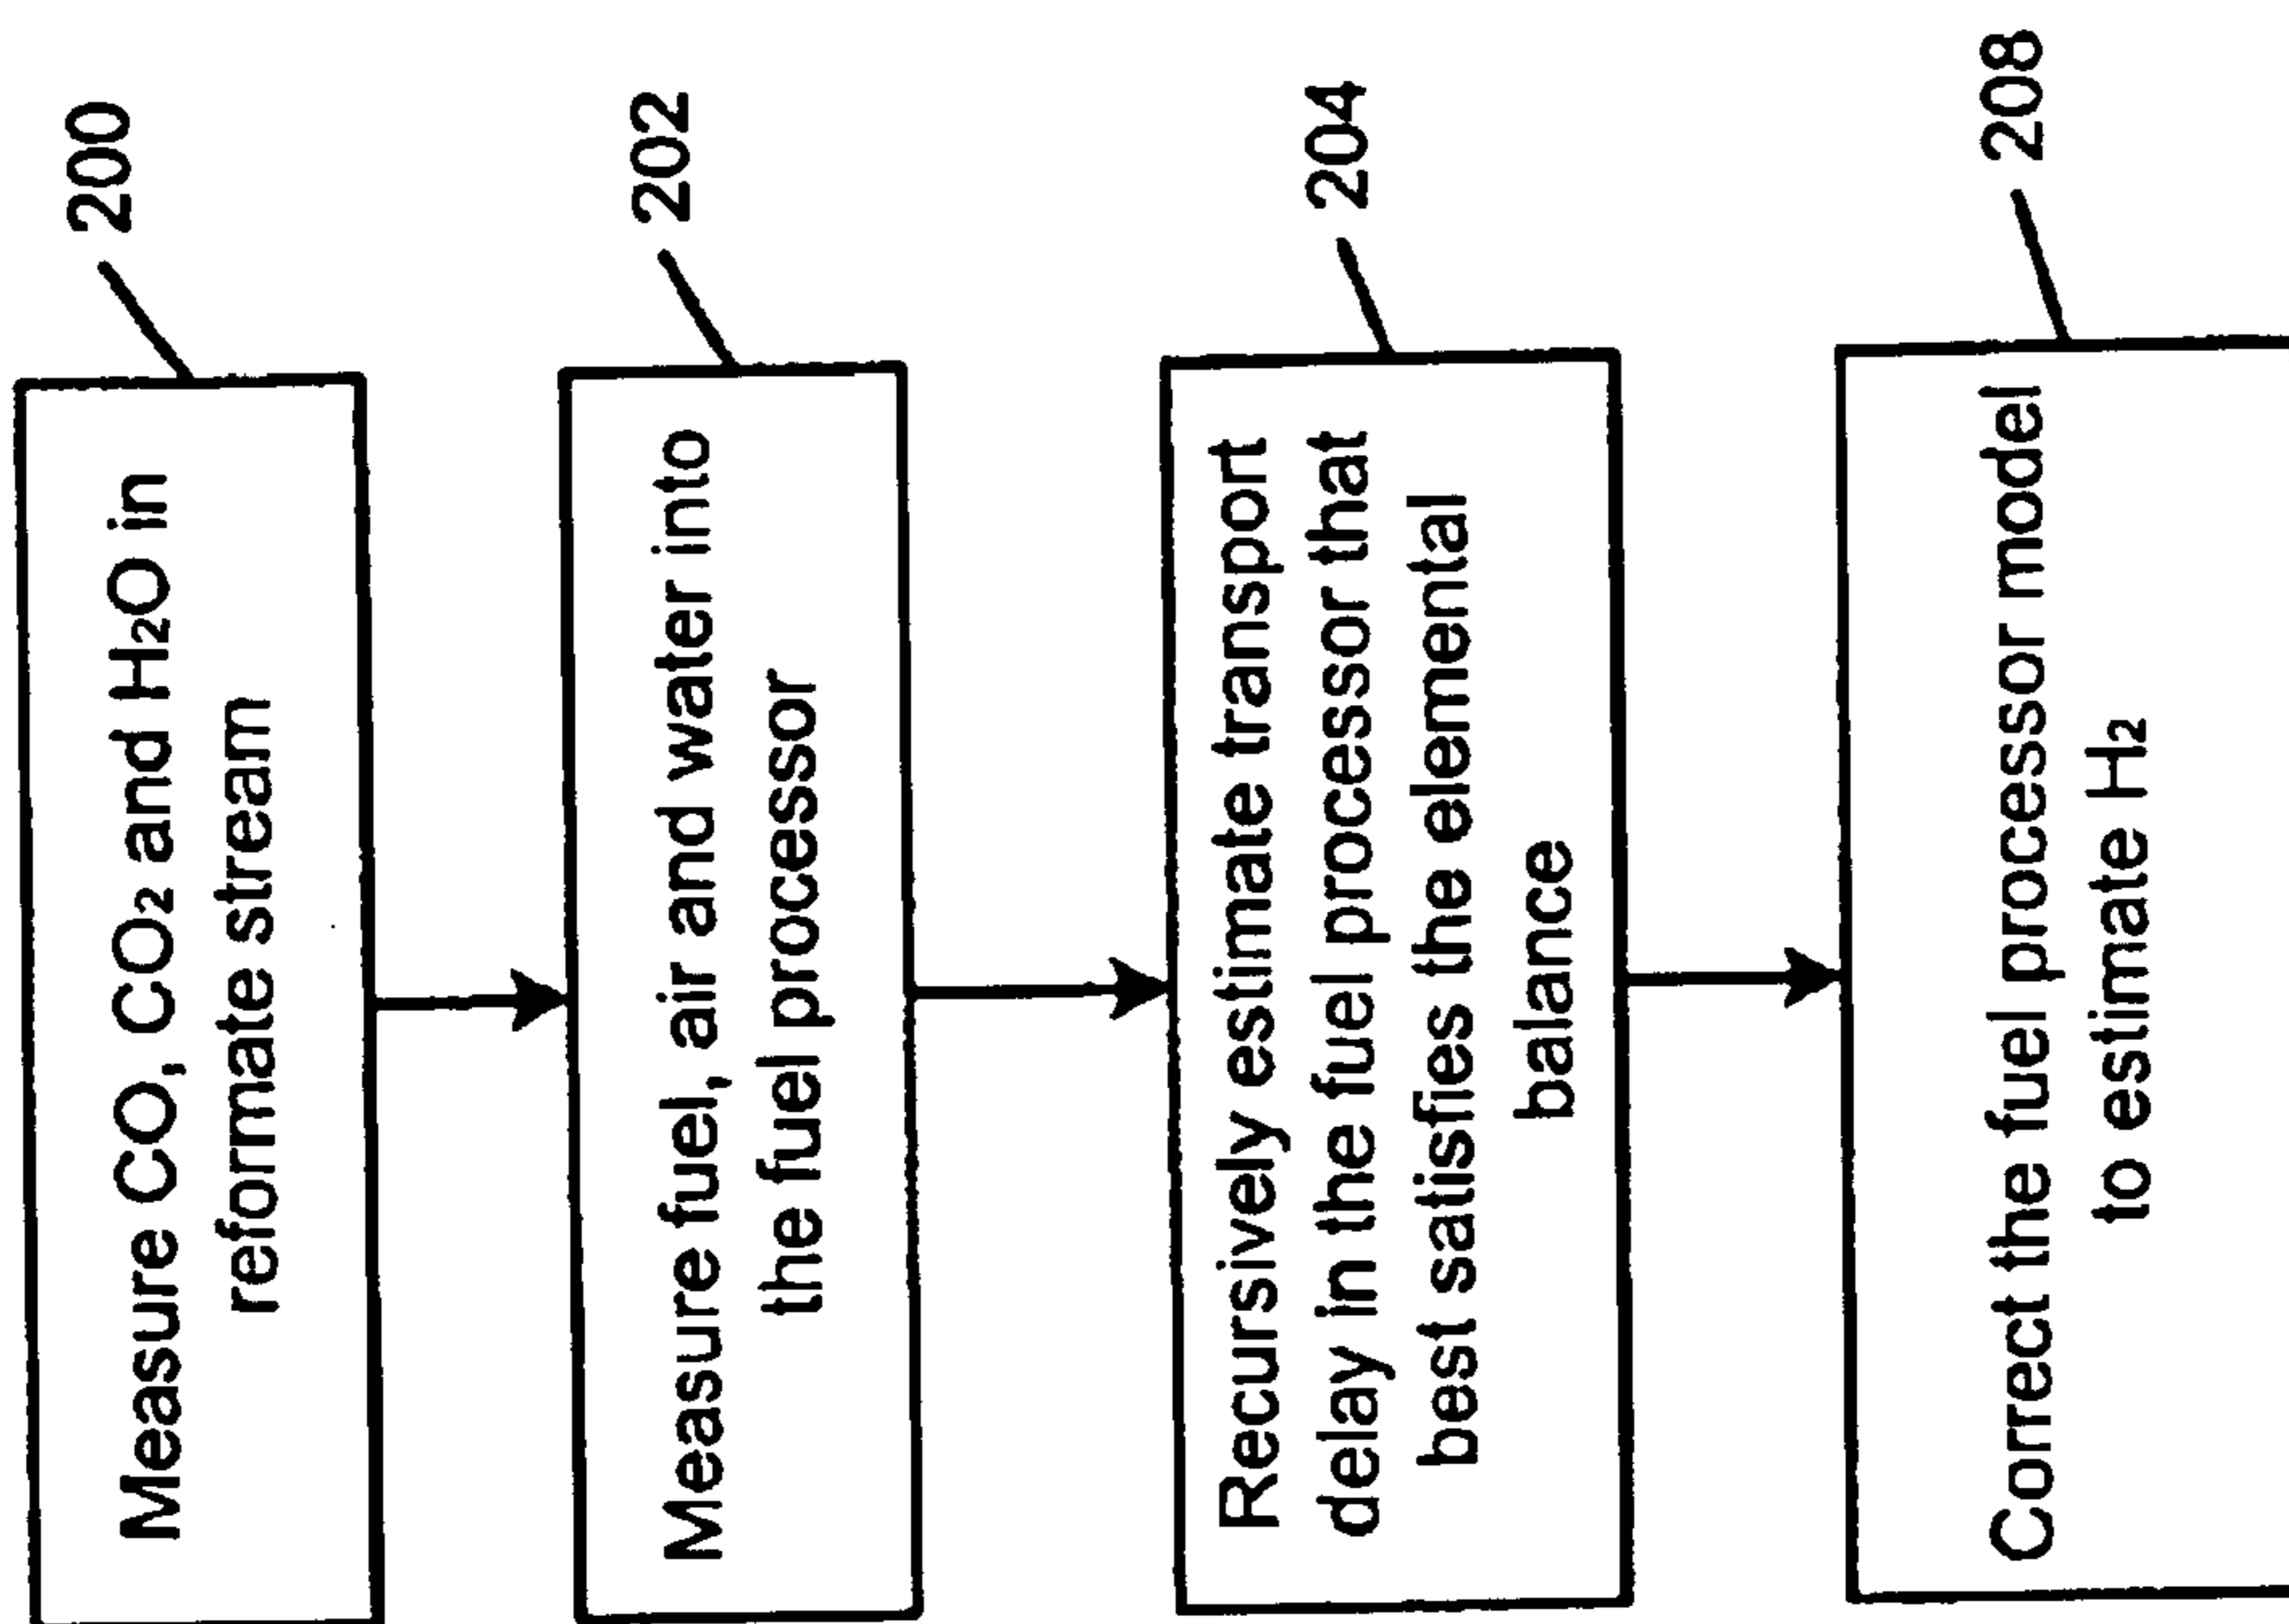 200
Measure CO, CO₂ and H₂O in
reformate stream
202
Measure fuel, air and water into
the fuel processor
204
Recursively estimate transport
delay in the fuel processor that
best satisfies the elemental
balance
208
Correct the fuel processor model
to estimate H₂